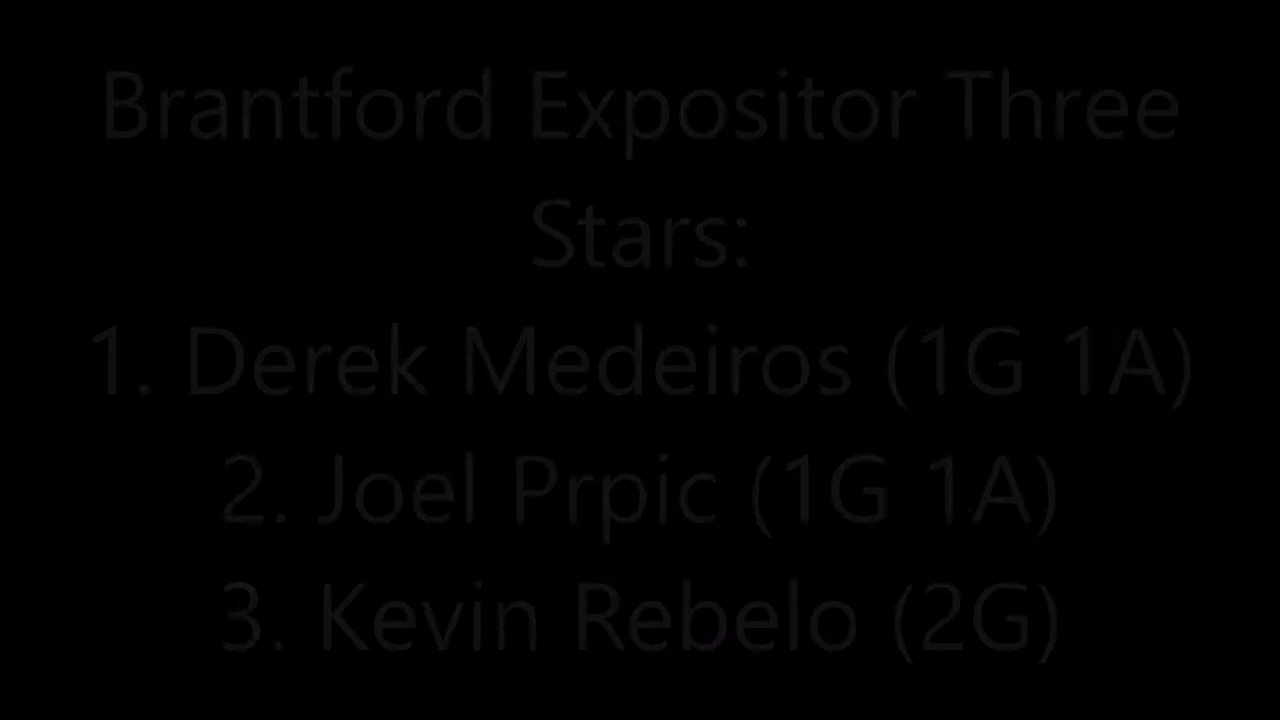 Brantford Expositor Three
Stars:
1. Derek Medeiros (1G 1A)
2. Joel Prpic (1G 1A)
3. Kevin Rebelo (2G)